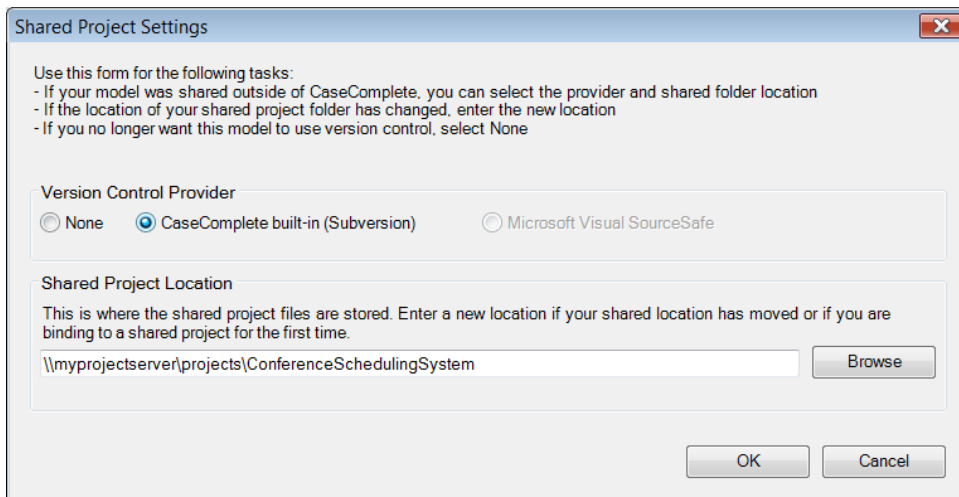 Shared Project Settings
Use this form for the following tasks:
- If your model was shared outside of CaseComplete, you can select the provider and shared folder location
- If the location of your shared project folder has changed, enter the new location
- If you no longer want this model to use version control, select None
Version Control Provider
None CaseComplete built-in (Subversion) Microsoft Visual SourceSafe
Shared Project Location
This is where the shared project files are stored. Enter a new location if your shared location has moved or if you are
binding to a shared project for the first time.
\\myprojectserver\projects\ConferenceSchedulingSystem Browse
OK Cancel